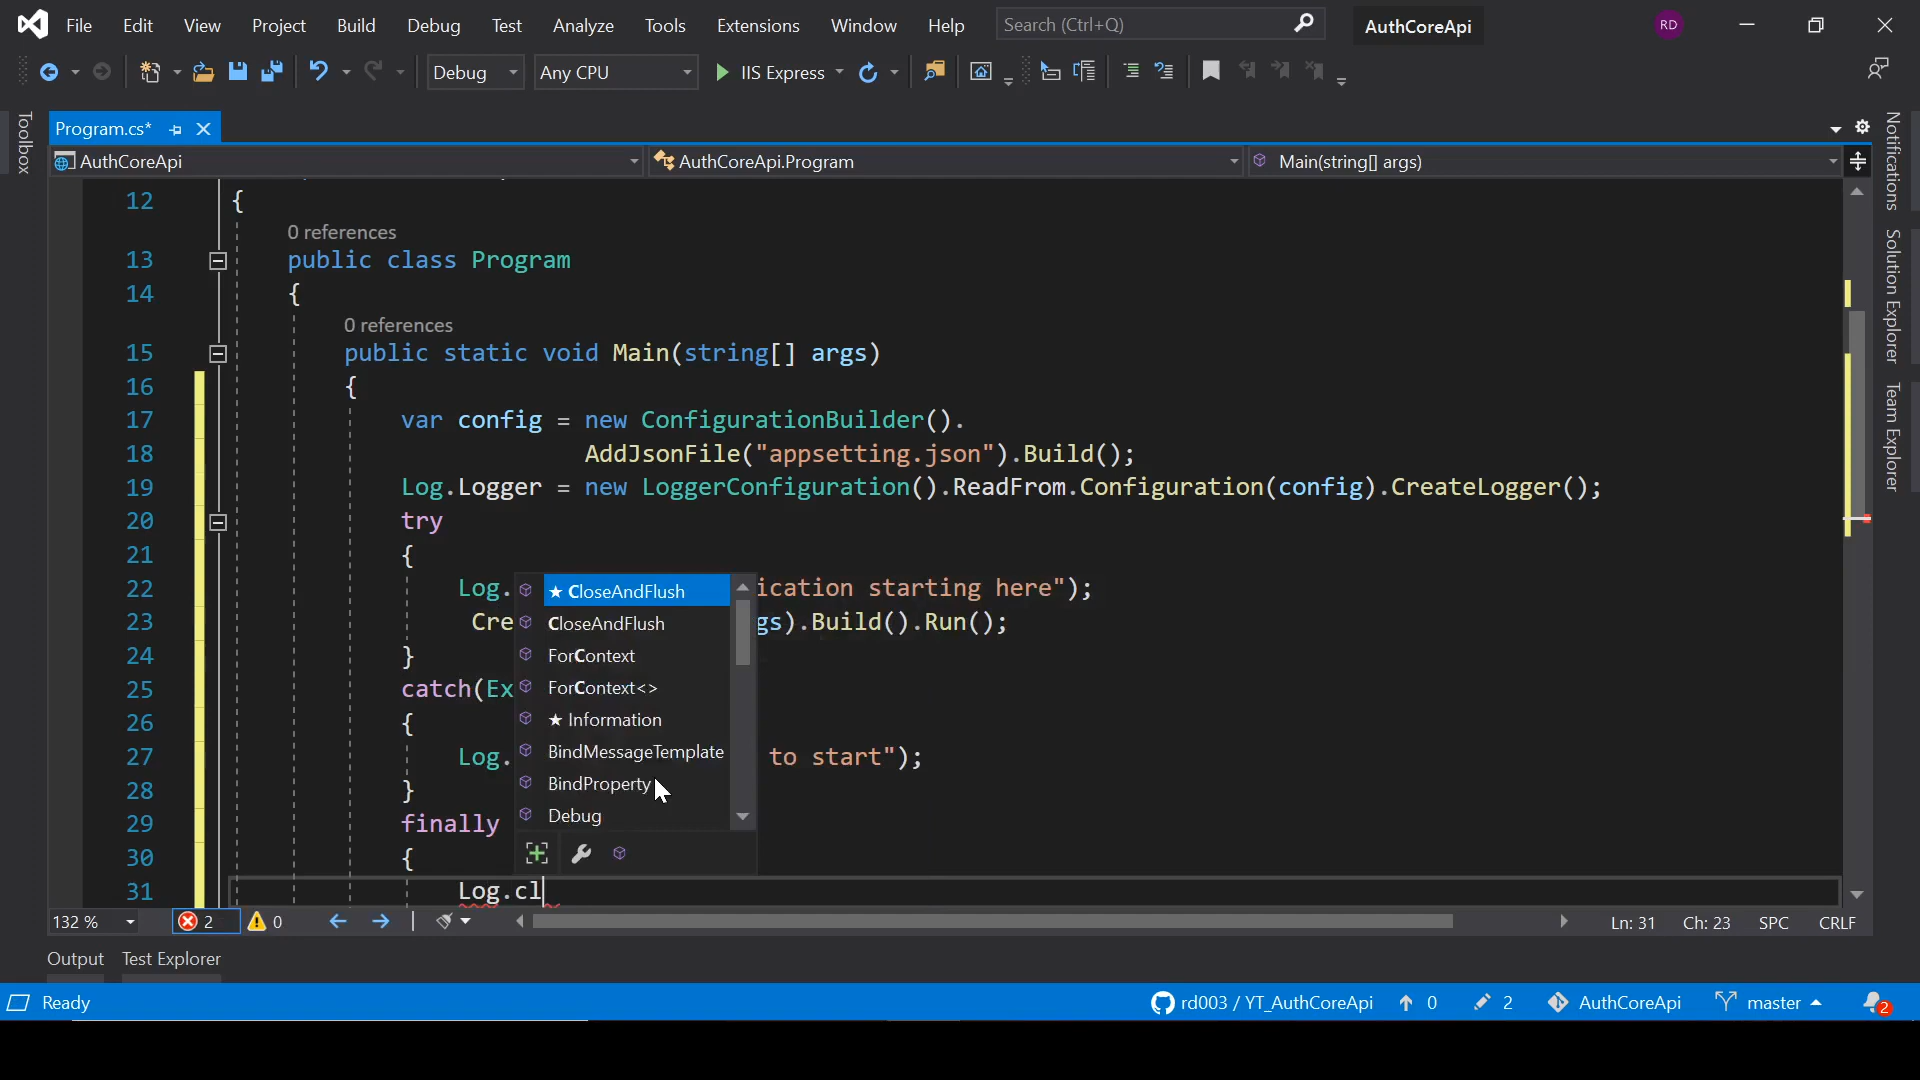 File Edit View Project Build Debug Test Analyze Tools Extensions Window Help Search (Ctrl+Q) AuthCoreApi RD
Debug Any CPU IIS Express
Toolbox
Program.cs*
AuthCoreApi AuthCoreApi.Program Main(string[] args)
12 {
0 references
13 public class Program
14 {
0 references
15 public static void Main(string[] args)
16 {
17 var config = new ConfigurationBuilder().
18 AddJsonFile("appsetting.json").Build();
19 Log.Logger = new LoggerConfiguration().ReadFrom.Configuration(config).CreateLogger();
20 try
21 {
22 Log. ication starting here");
23 Cre gs).Build().Run();
24 }
25 catch(Ex
26 {
27 Log. to start");
28 }
29 finally
30 {
31 Log.cl
★ CloseAndFlush
CloseAndFlush
ForContext
ForContext<>
★ Information
BindMessageTemplate
BindProperty
Debug
Notifications
Solution Explorer
Team Explorer
132 % 2 0 Ln: 31 Ch: 23 SPC CRLF
Output Test Explorer
Ready rd003 / YT_AuthCoreApi 0 2 AuthCoreApi master 2